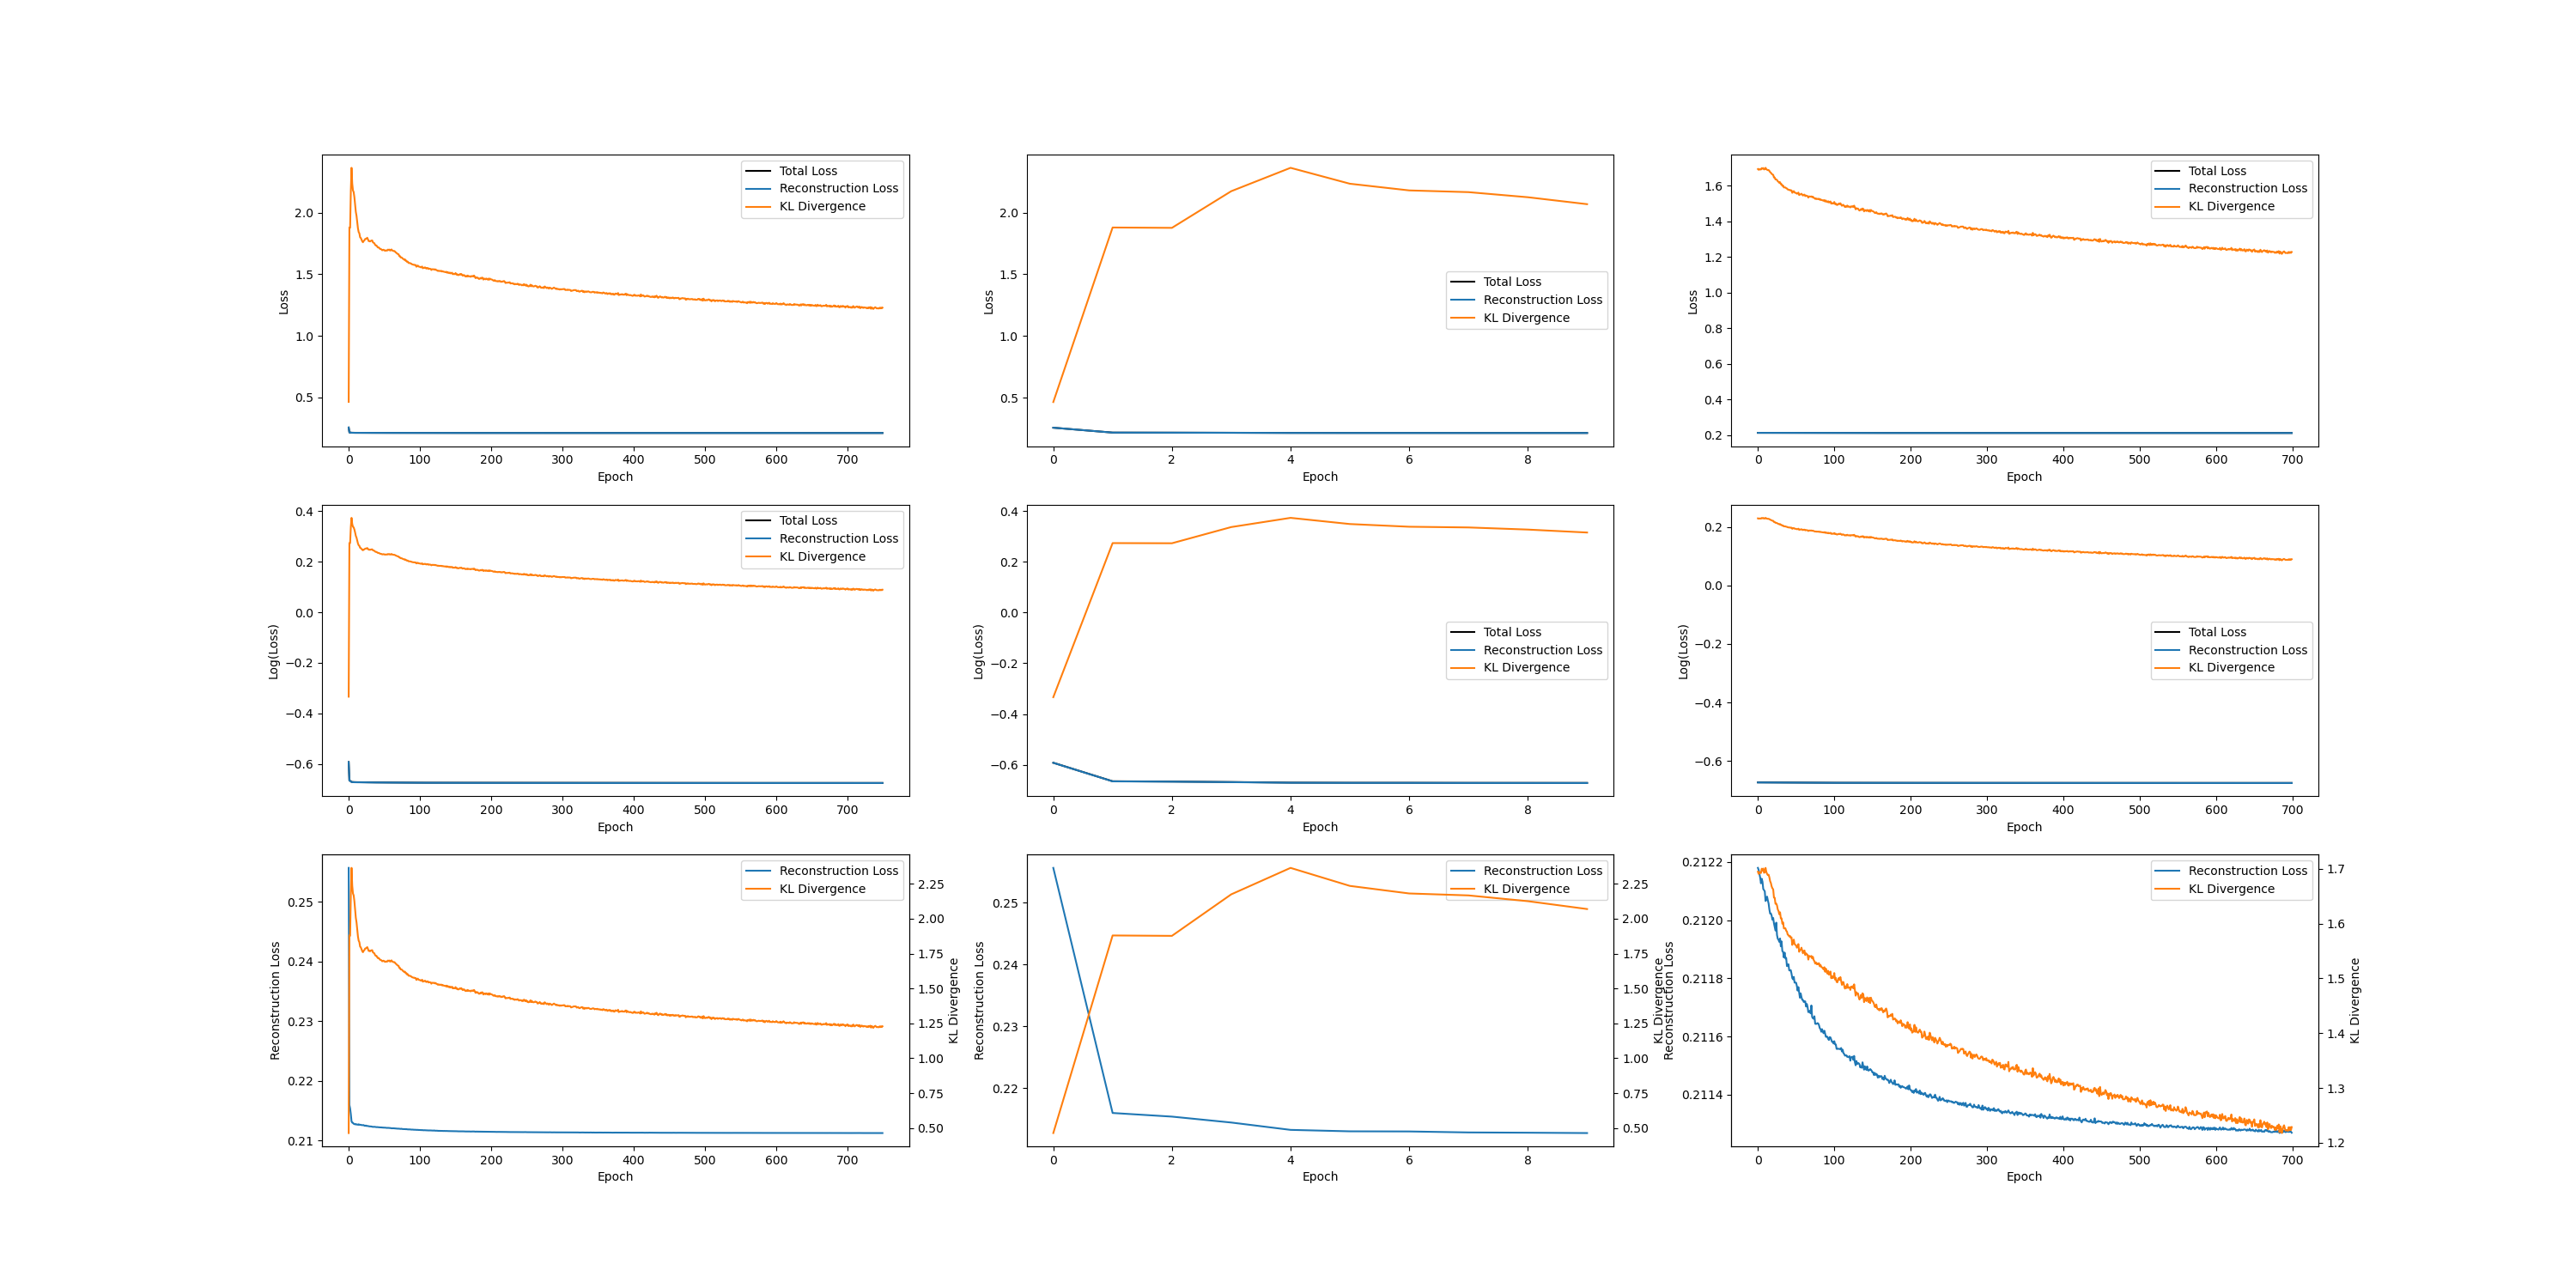 Total Loss
Reconstruction Loss
KL Divergence
2.0
1.5
1.0
0.5
Loss
0 100 200 300 400 500 600 700
Epoch
Total Loss
Reconstruction Loss
KL Divergence
2.0
1.5
1.0
0.5
Loss
0 2 4 6 8
Epoch
Total Loss
Reconstruction Loss
KL Divergence
1.6
1.4
1.2
1.0
0.8
0.6
0.4
0.2
Loss
0 100 200 300 400 500 600 700
Epoch
Total Loss
Reconstruction Loss
KL Divergence
0.4
0.2
0.0
−0.2
−0.4
−0.6
Log(Loss)
0 100 200 300 400 500 600 700
Epoch
Total Loss
Reconstruction Loss
KL Divergence
0.4
0.2
0.0
−0.2
−0.4
−0.6
Log(Loss)
0 2 4 6 8
Epoch
Total Loss
Reconstruction Loss
KL Divergence
0.2
0.0
−0.2
−0.4
−0.6
Log(Loss)
0 100 200 300 400 500 600 700
Epoch
Reconstruction Loss
KL Divergence
0.25
0.24
0.23
0.22
0.21
Reconstruction Loss
2.25
2.00
1.75
1.50
1.25
1.00
0.75
0.50
KL Divergence
0 100 200 300 400 500 600 700
Epoch
Reconstruction Loss
KL Divergence
0.25
0.24
0.23
0.22
Reconstruction Loss
2.25
2.00
1.75
1.50
1.25
1.00
0.75
0.50
KL Divergence
0 2 4 6 8
Epoch
Reconstruction Loss
KL Divergence
0.2122
0.2120
0.2118
0.2116
0.2114
Reconstruction Loss
1.7
1.6
1.5
1.4
1.3
1.2
KL Divergence
0 100 200 300 400 500 600 700
Epoch